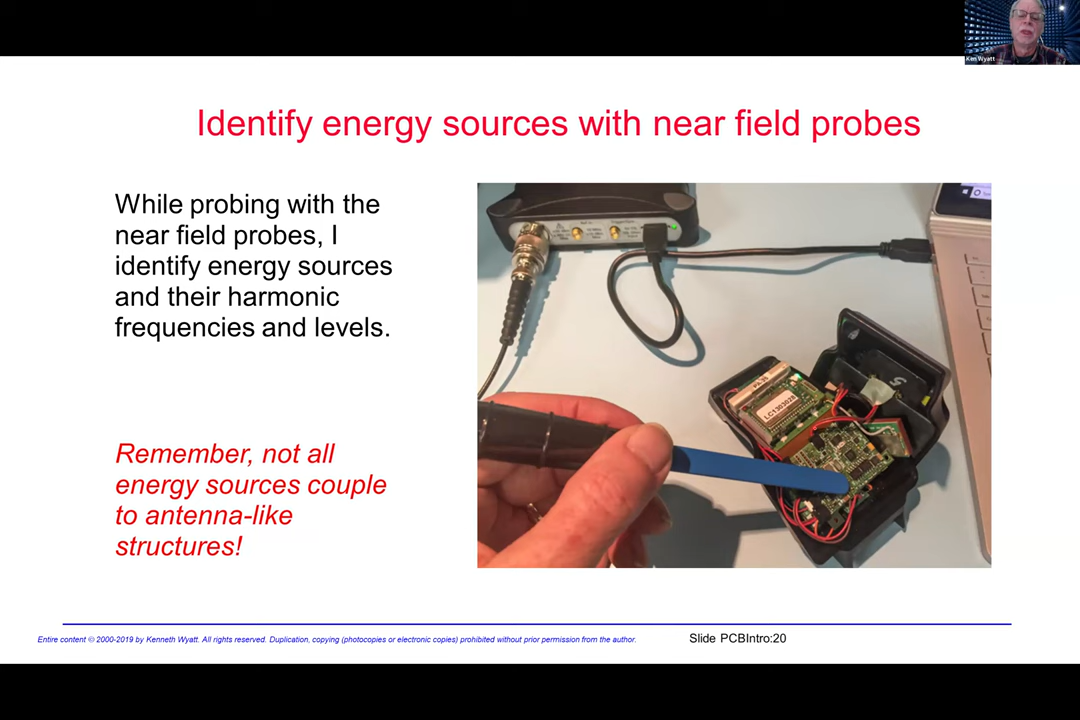 Ken Wyatt
Identify energy sources with near field probes
While probing with the
near field probes, I
identify energy sources
and their harmonic
frequencies and levels.
Remember, not all
energy sources couple
to antenna-like
structures!
LC1303028
Entire content © 2000-2019 by Kenneth Wyatt. All rights reserved. Duplication, copying (photocopies or electronic copies) prohibited without prior permission from the author.
Slide PCBIntro:20